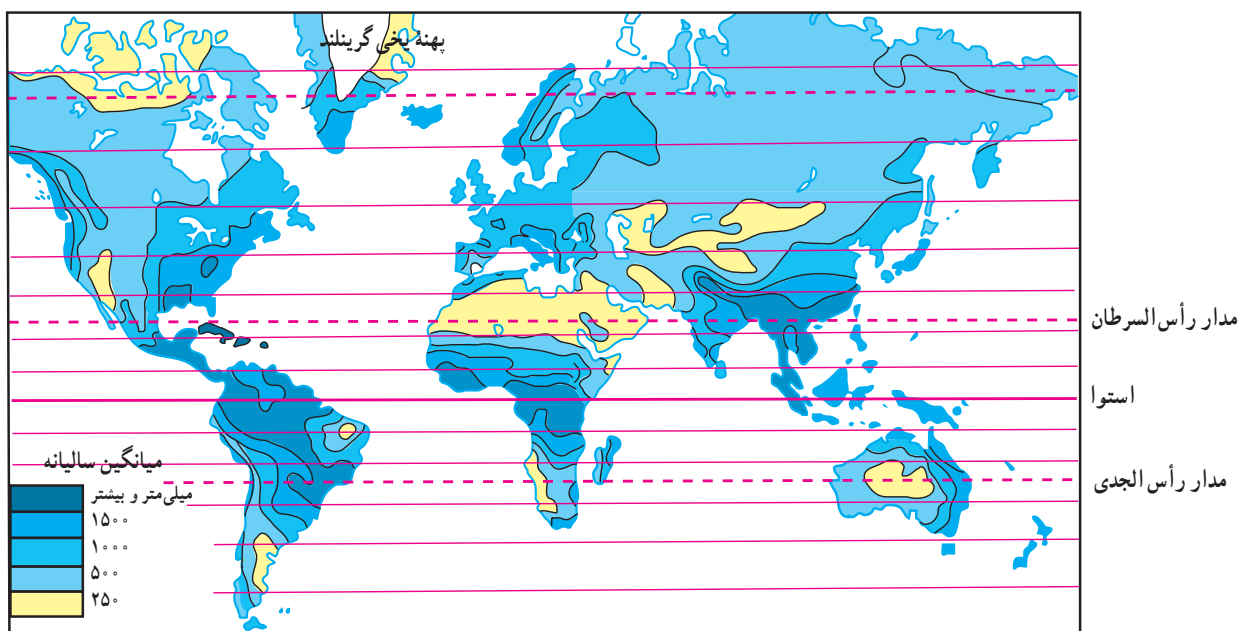 پهنهٔ یخی گرینلند
مدار رأس‌السرطان
استوا
مدار رأس‌الجدی
میانگین سالیانه
میلی‌متر و بیشتر
۱۵۰۰
۱۰۰۰
۵۰۰
۲۵۰